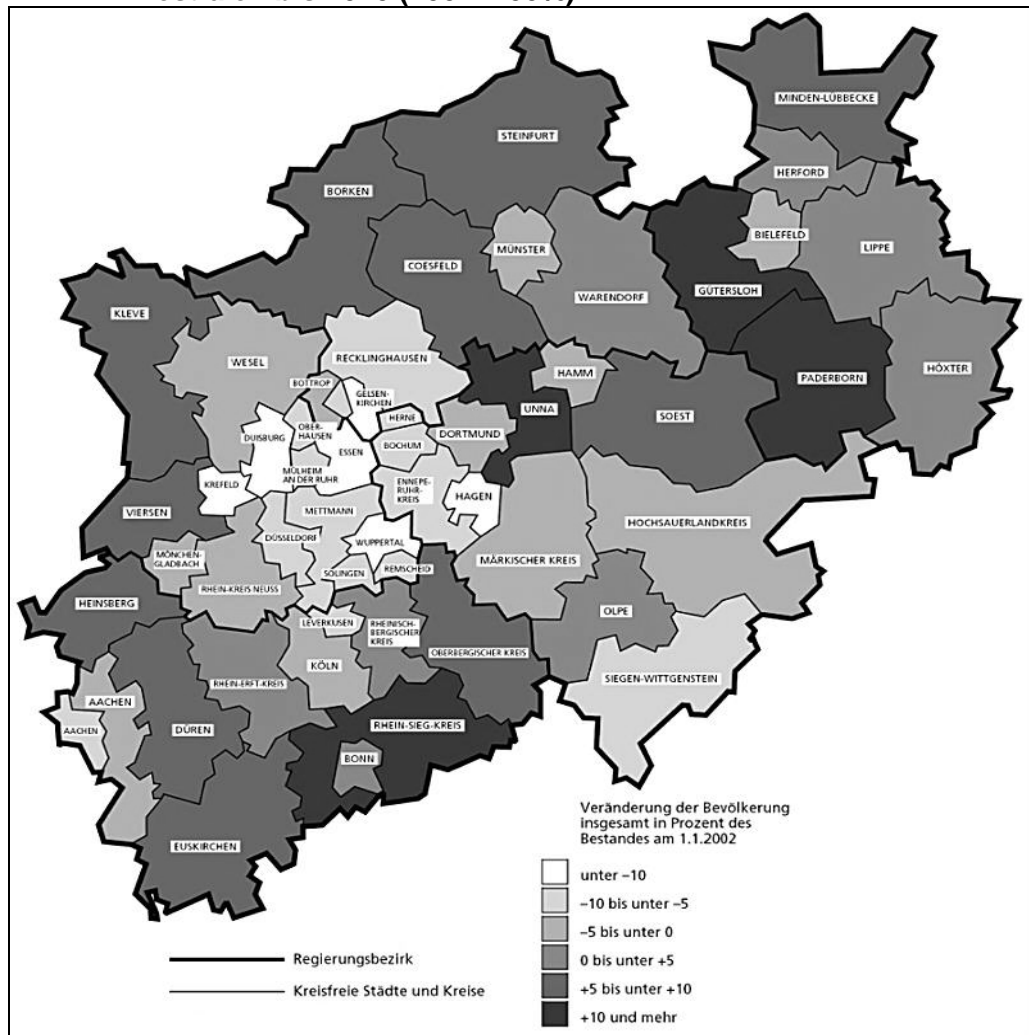 MINDEN-LÜBBECKE
STEINFURT
HERFORD
BORKEN
BIELEFELD
LIPPE
MÜNSTER
COESFELD
GÜTERSLOH
WARENDORF
KLEVE
WESEL
RECKLINGHAUSEN
HÖXTER
PADERBORN
HAMM
BOTTROP
GELSEN-
KIRCHEN
UNNA
SOEST
HERNE
OBER-
HAUSEN
DUISBURG
DORTMUND
BOCHUM
ESSEN
MÜLHEIM
AN DER RUHR
KREFELD
ENNEPE-
RUHR-
KREIS
HAGEN
VIERSEN
METTMANN
HOCHSAUERLANDKREIS
DÜSSELDORF
WUPPERTAL
MÖNCHEN-
GLADBACH
MÄRKISCHER KREIS
REMSCHEID
SOLINGEN
RHEIN-KREIS NEUSS
HEINSBERG
OLPE
LEVERKUSEN
RHEINISCH-
BERGISCHER
KREIS
OBERBERGISCHER KREIS
KÖLN
SIEGEN-WITTGENSTEIN
RHEIN-ERFT-KREIS
AACHEN
DÜREN
AACHEN
RHEIN-SIEG-KREIS
BONN
EUSKIRCHEN
Veränderung der Bevölkerung
insgesamt in Prozent des
Bestandes am 1.1.2002
unter –10
–10 bis unter –5
–5 bis unter 0
0 bis unter +5
+5 bis unter +10
+10 und mehr
Regierungsbezirk
Kreisfreie Städte und Kreise